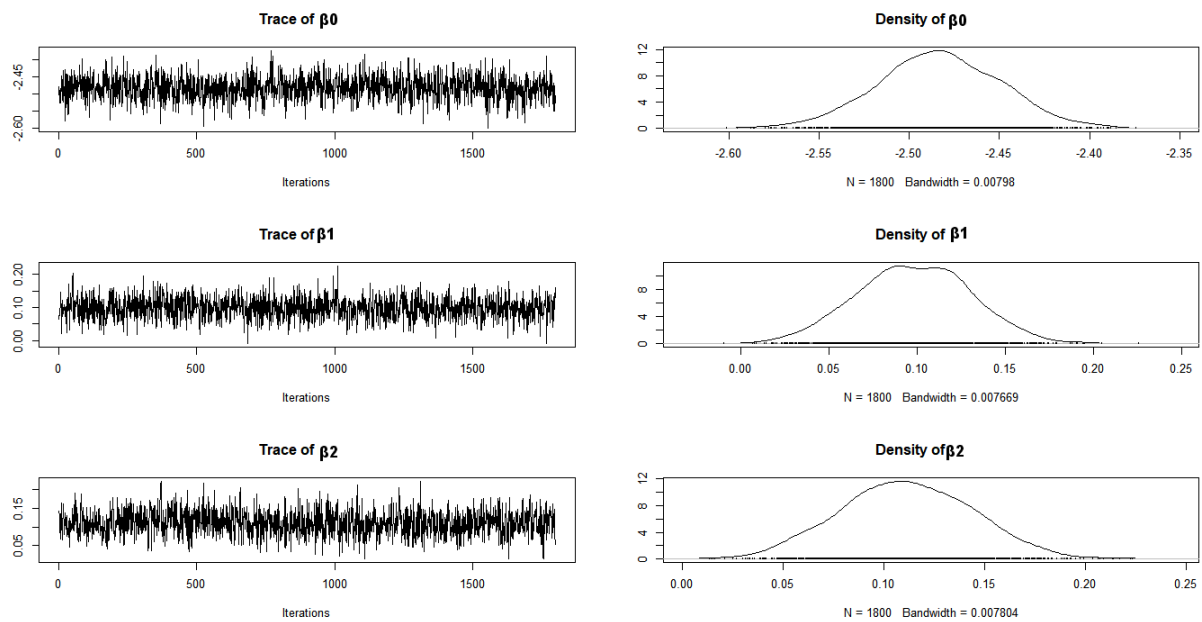 Trace of β0
-2.60 -2.45
0 500 1000 1500
Iterations
Density of β0
0 4 8 12
-2.60 -2.55 -2.50 -2.45 -2.40 -2.35
N = 1800 Bandwidth = 0.00798
Trace of β1
0.00 0.10 0.20
0 500 1000 1500
Iterations
Density of β1
0 4 8
0.00 0.05 0.10 0.15 0.20 0.25
N = 1800 Bandwidth = 0.007669
Trace of β2
0.05 0.15
0 500 1000 1500
Iterations
Density of β2
0 4 8 12
0.00 0.05 0.10 0.15 0.20 0.25
N = 1800 Bandwidth = 0.007804